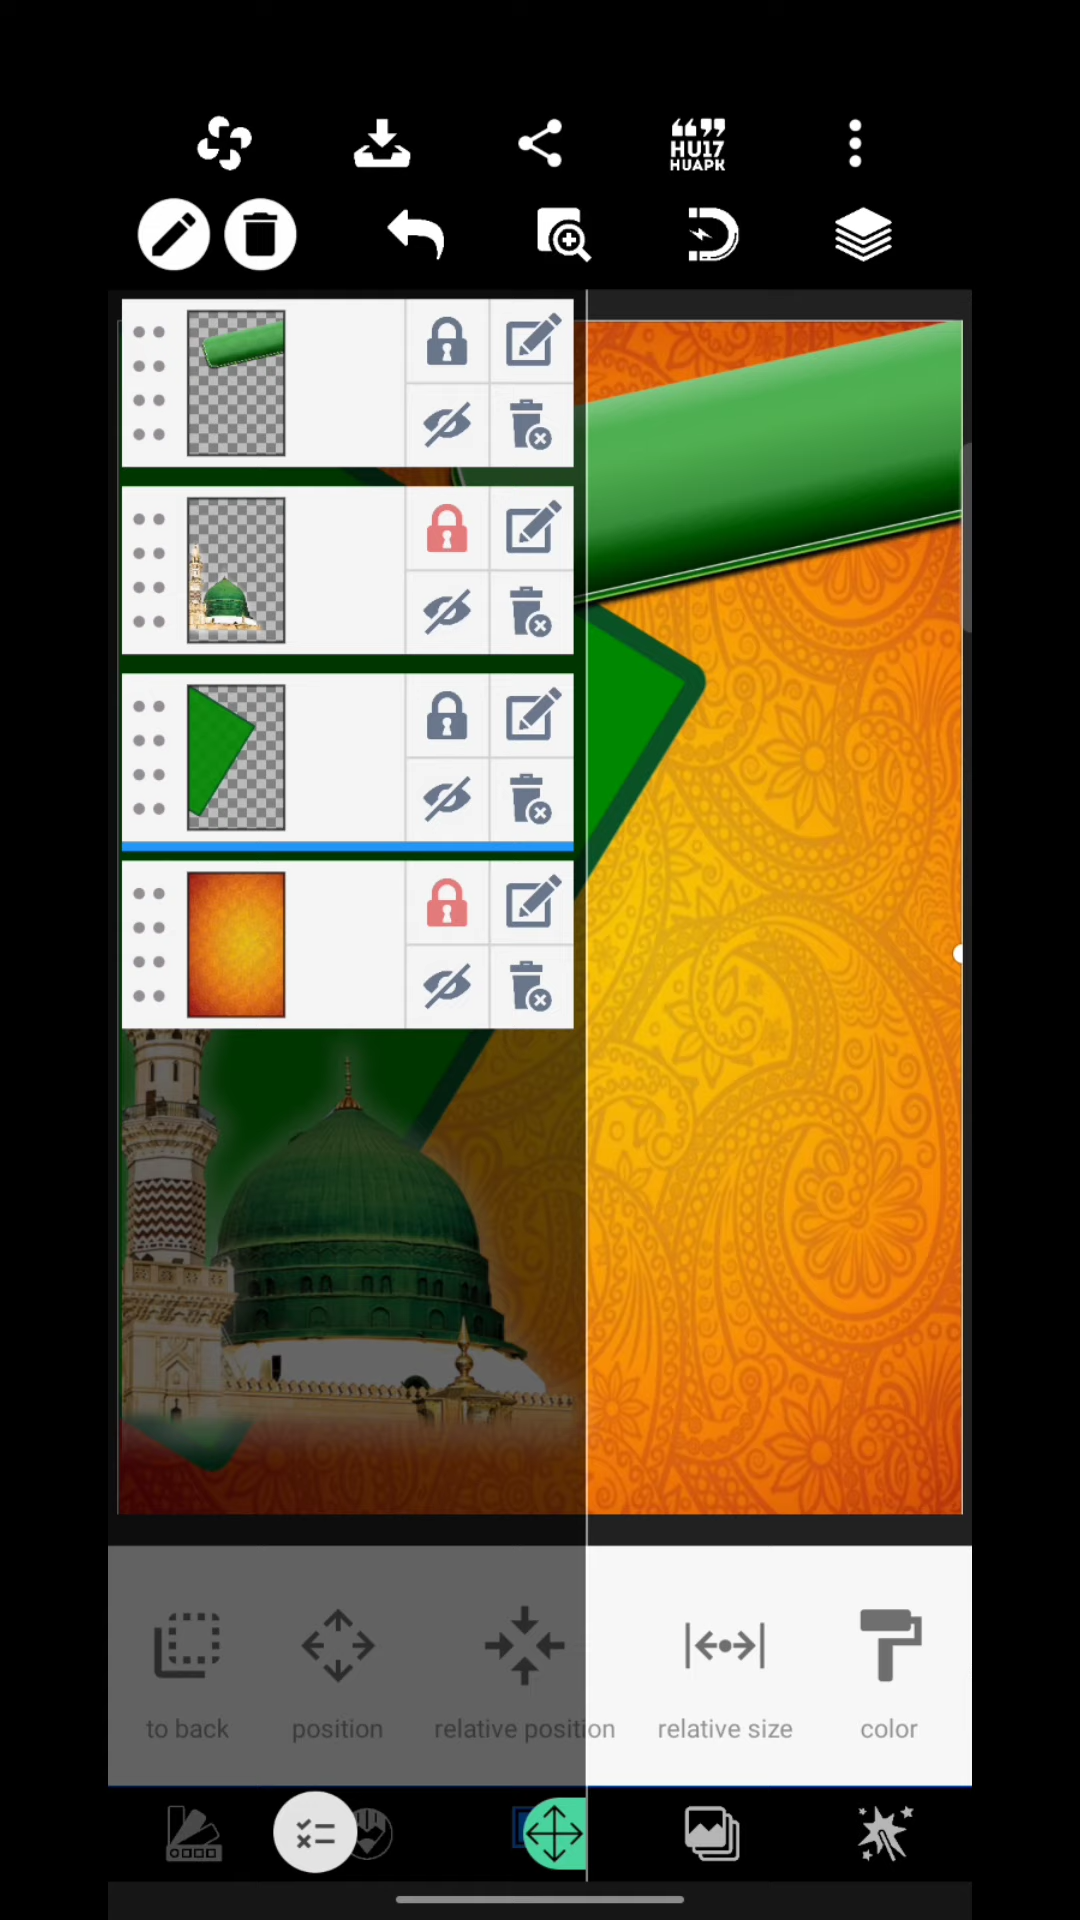 HU17
HUAPK
to back
position
relative position
relative size
color